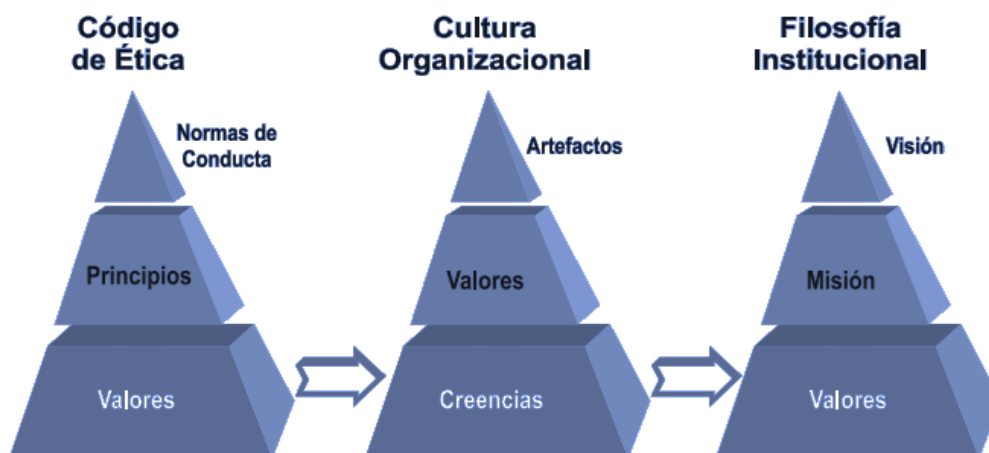 Código
de Ética
Cultura
Organizacional
Filosofía
Institucional
Normas de
Conducta
Artefactos
Visión
Principios
Valores
Misión
Valores
Creencias
Valores